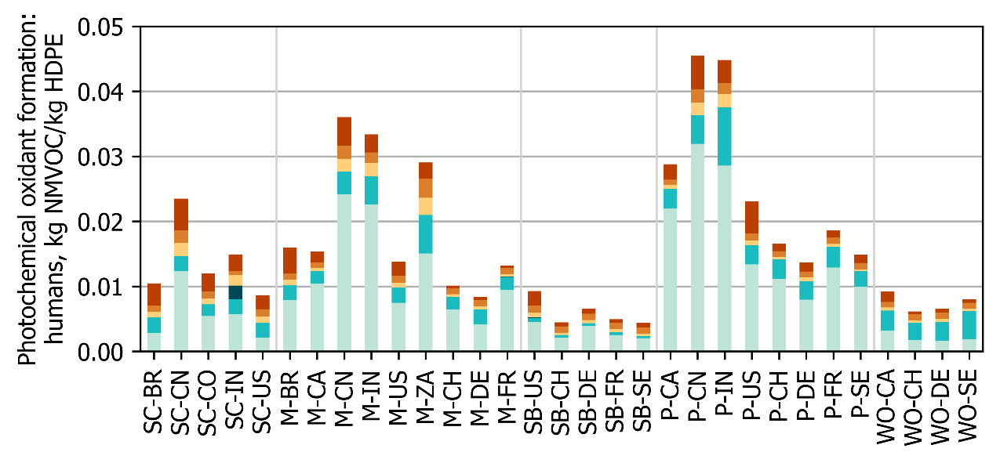 Photochemical oxidant formation:
humans, kg NMVOC/kg HDPE
0.05
0.04
0.03
0.02
0.01
0.00
SC-BR
SC-CN
SC-CO
SC-IN
SC-US
M-BR
M-CA
M-CN
M-IN
M-US
M-ZA
M-CH
M-DE
M-FR
SB-US
SB-CH
SB-DE
SB-FR
SB-SE
P-CA
P-CN
P-IN
P-US
P-CH
P-DE
P-FR
P-SE
WO-CA
WO-CH
WO-DE
WO-SE